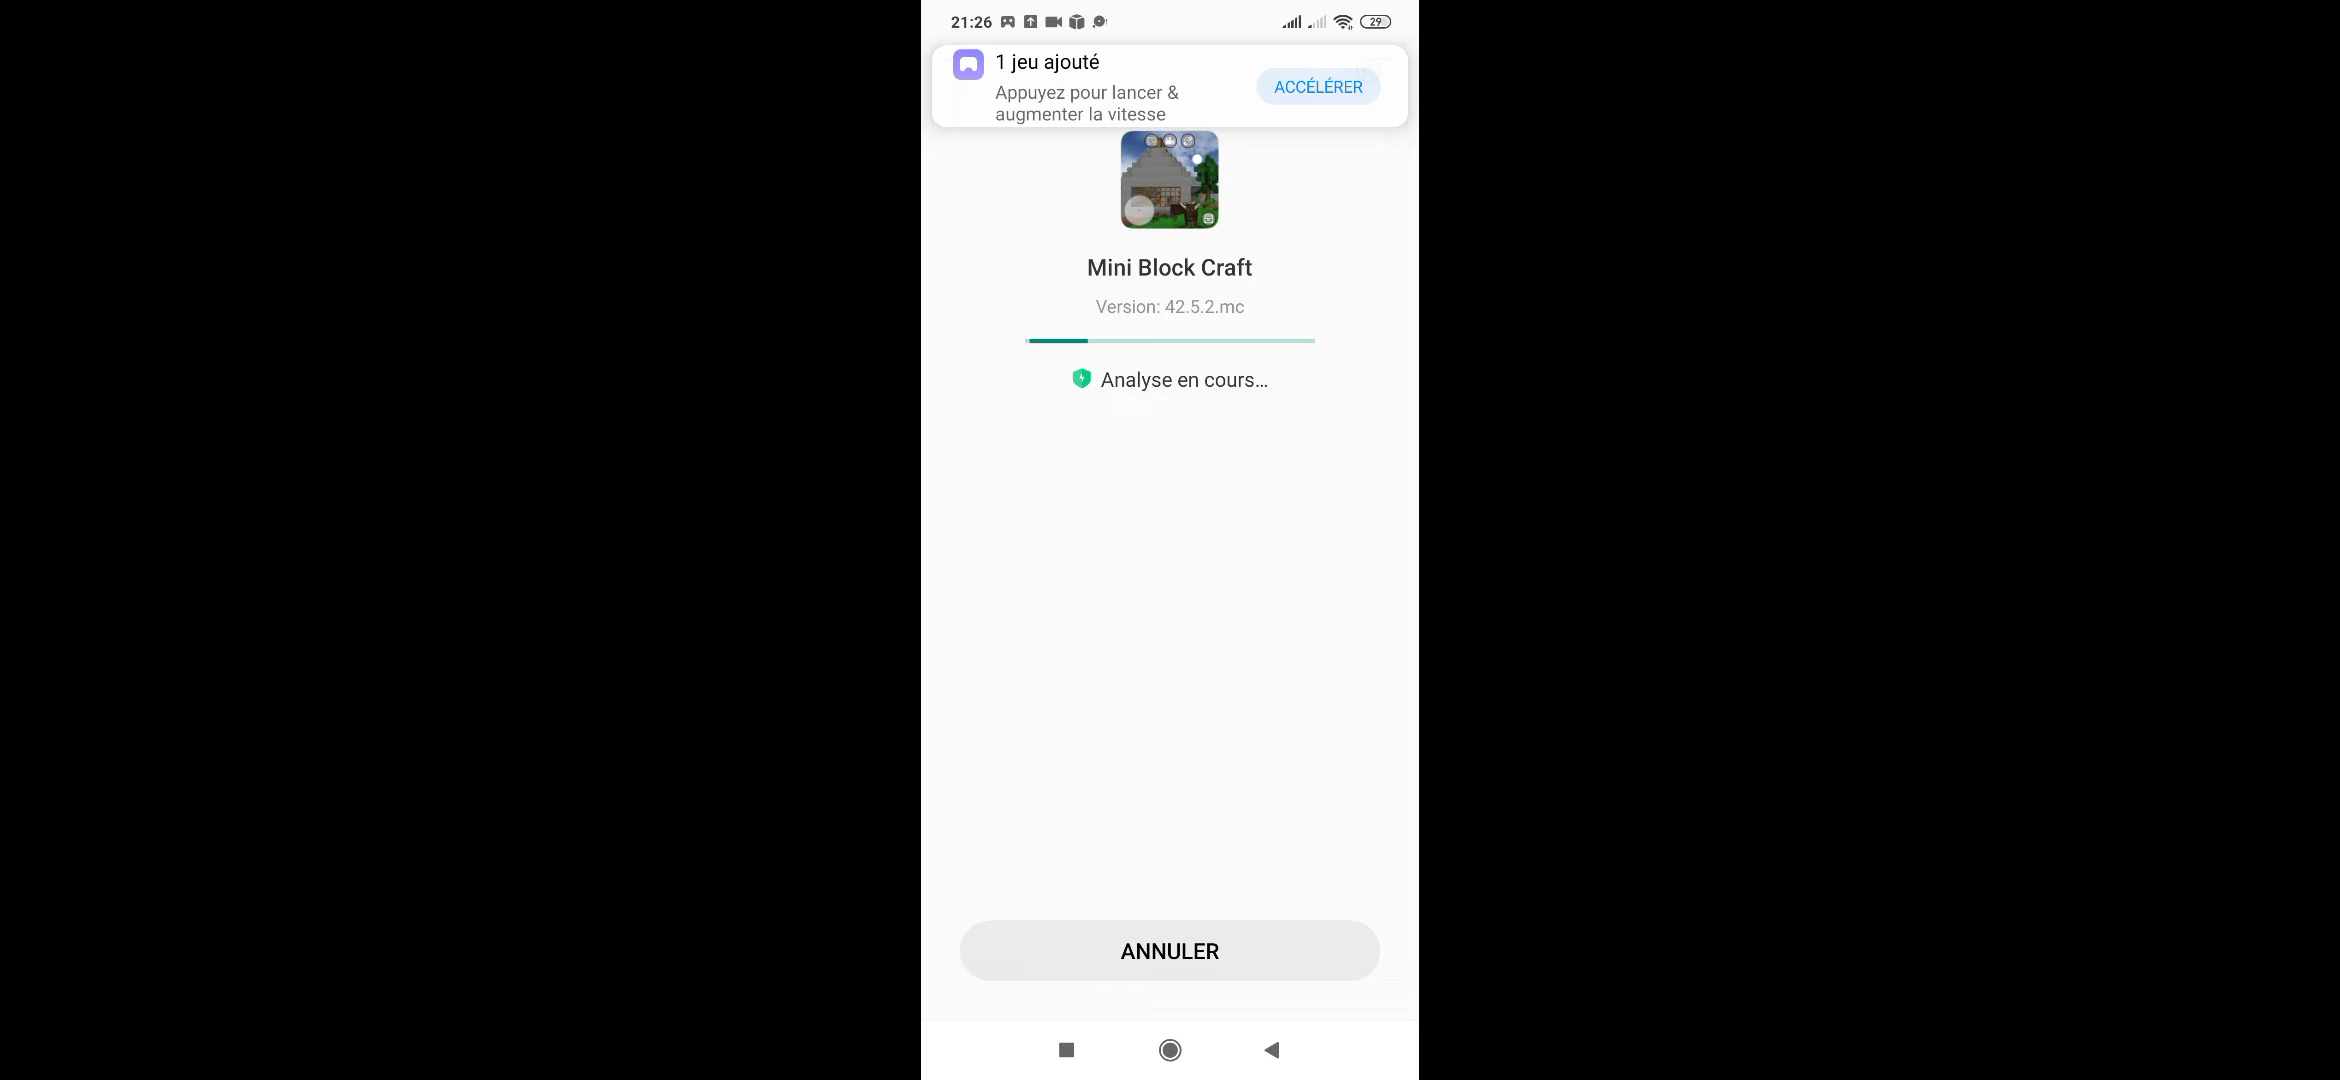 21:26
29
1 jeu ajouté
Appuyez pour lancer &
augmenter la vitesse
ACCÉLÉRER
Mini Block Craft
Version: 42.5.2.mc
Analyse en cours...
ANNULER